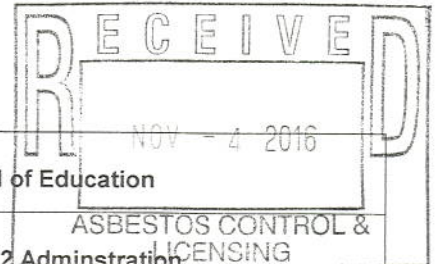 RECEIVED
NOV - 4 2016
of Education
ASBESTOS CONTROL &
LICENSING
2 Adminstration